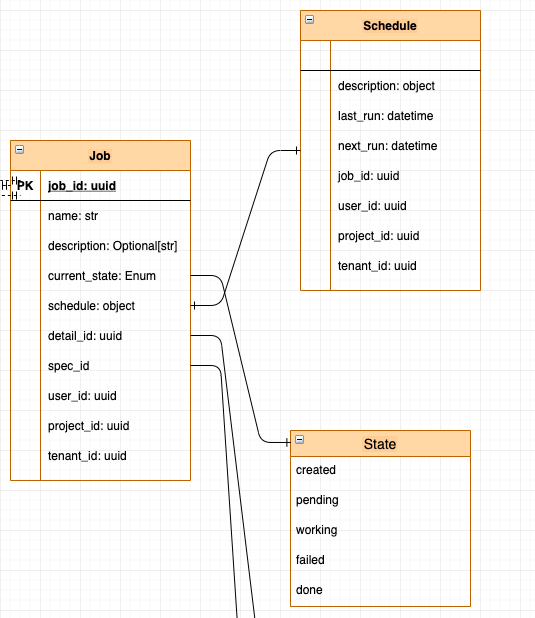 Schedule
description: object
last_run: datetime
next_run: datetime
job_id: uuid
user_id: uuid
project_id: uuid
tenant_id: uuid
Job
PK job_id: uuid
name: str
description: Optional[str]
current_state: Enum
schedule: object
detail_id: uuid
spec_id
user_id: uuid
project_id: uuid
tenant_id: uuid
State
created
pending
working
failed
done